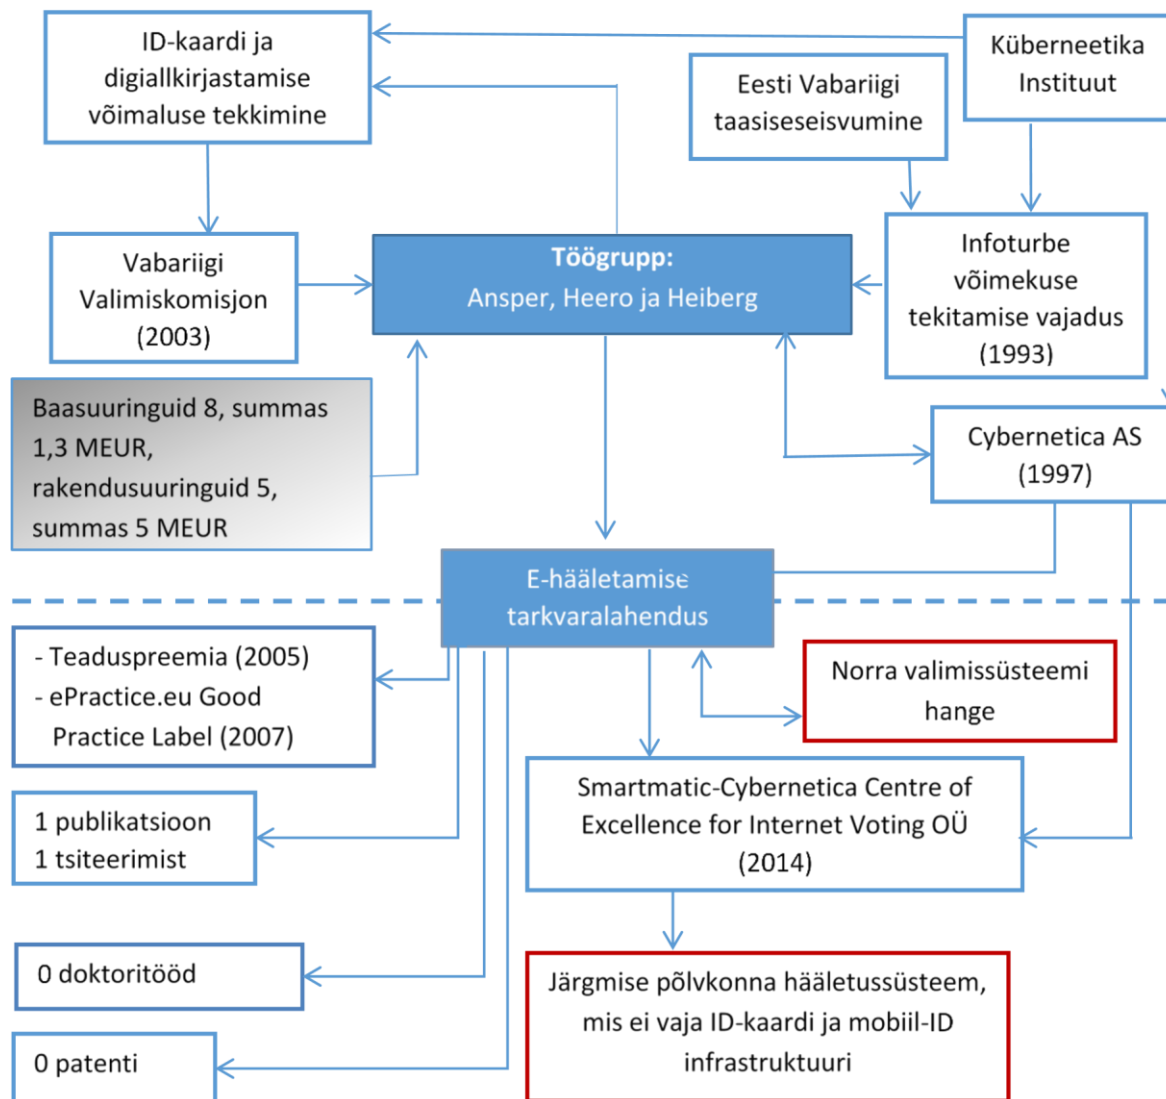 ID-kaardi ja
digiallkirjastamise
võimaluse tekkimine
Küberneetika
Instituut
Eesti Vabariigi
taasiseseisvumine
Vabariigi
Valimiskomisjon
(2003)
Töögrupp:
Ansper, Heero ja Heiberg
Infoturbe
võimekuse
tekitamise vajadus
(1993)
Baasuuringuid 8, summas
1,3 MEUR,
rakendusuuringuid 5,
summas 5 MEUR
Cybernetica AS
(1997)
E-hääletamise
tarkvaralahendus
- Teaduspreemia (2005)
- ePractice.eu Good
Practice Label (2007)
Norra valimissüsteemi
hange
1 publikatsioon
1 tsiteerimist
Smartmatic-Cybernetica Centre of
Excellence for Internet Voting OÜ
(2014)
0 doktoritööd
Järgmise põlvkonna hääletussüsteem,
mis ei vaja ID-kaardi ja mobiil-ID
infrastruktuuri
0 patenti